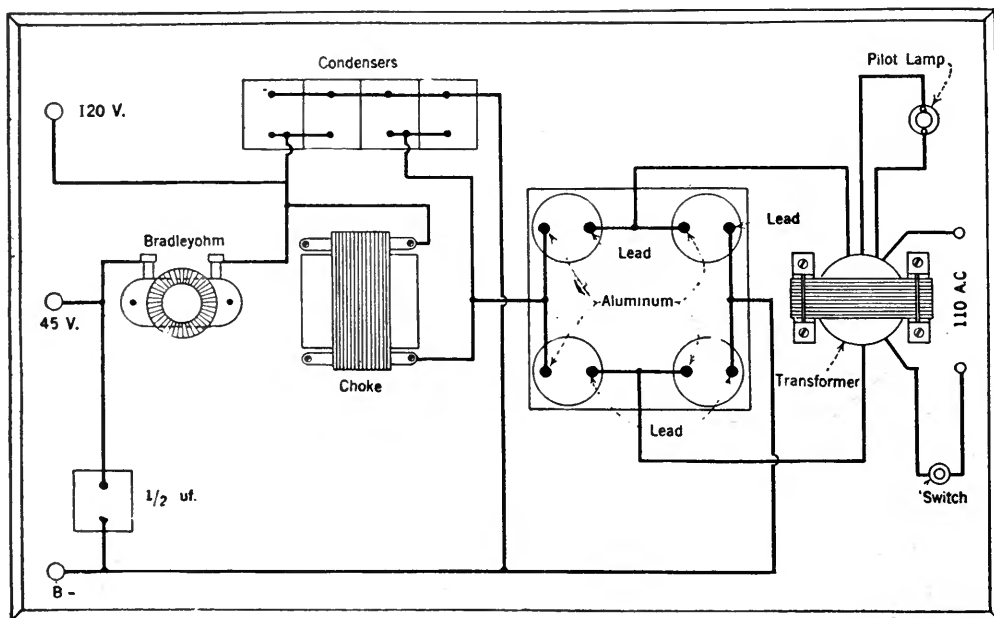 Condensers
Pilot Lamp
120 V.
Bradleyohm
Lead
Lead
45 V.
Aluminum
110 A.C
Choke
Transformer
Lead
1/2 uf.
Switch
B -